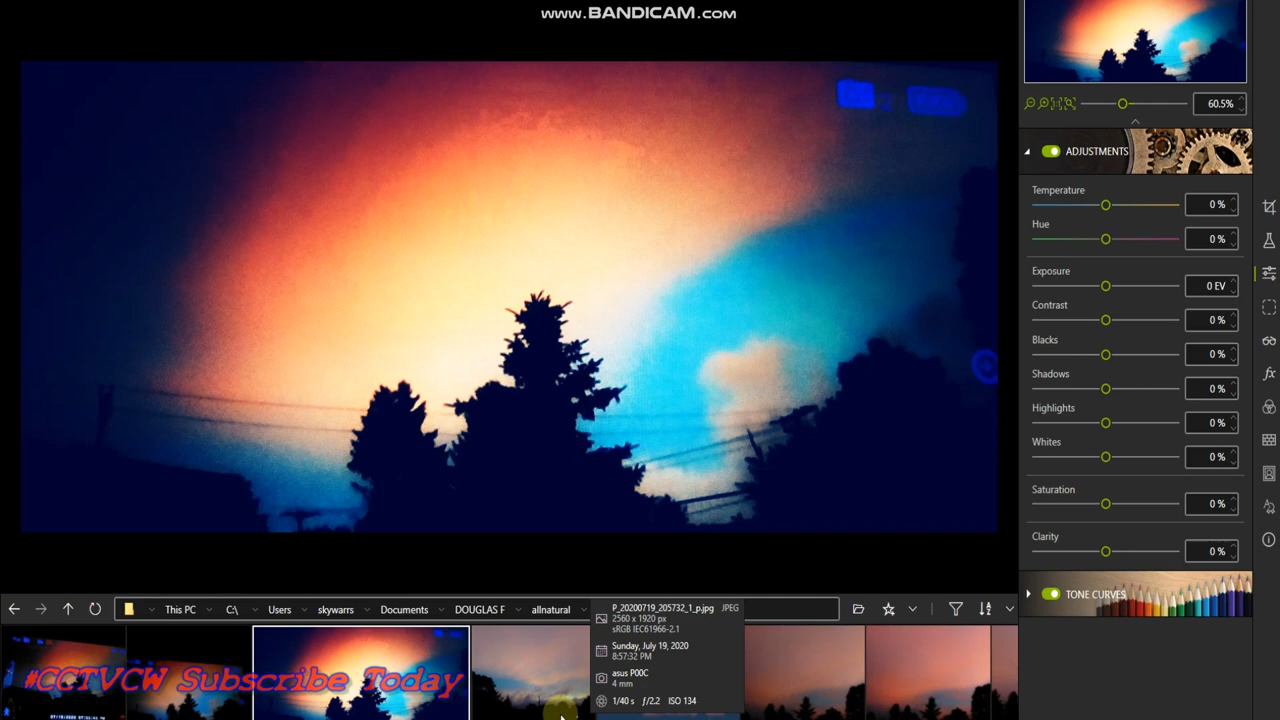 www.BANDICAM.com
60.5%
ADJUSTMENTS
Temperature
0 %
Hue
0 %
Exposure
0 EV
Contrast
0 %
Blacks
0 %
Shadows
0 %
Highlights
0 %
Whites
0 %
Saturation
0 %
Clarity
0 %
TONE CURVES
This PC
C:\
Users
skywarrs
Documents
DOUGLAS F
allnatural
P_20200719_205732_1_p.jpg JPEG
2560 x 1920 px
sRGB IEC61966-2.1
Sunday, July 19, 2020
8:57:32 PM
asus P00C
4 mm
1/40 s ƒ/2.2 ISO 134
#CCTVCW Subscribe Today